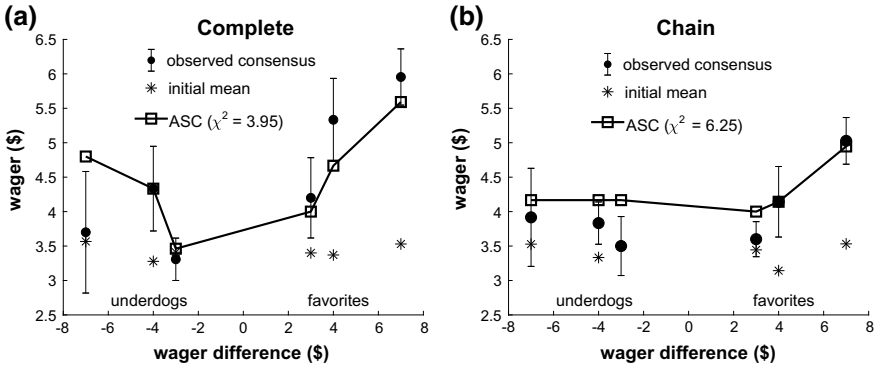 (a)
Complete
6.5
6
5.5
5
4.5
4
3.5
3
2.5
wager ($)
observed consensus
initial mean
ASC (χ² = 3.95)
underdogs
favorites
-8 -6 -4 -2 0 2 4 6 8
wager difference ($)
(b)
Chain
6.5
6
5.5
5
4.5
4
3.5
3
2.5
wager ($)
observed consensus
initial mean
ASC (χ² = 6.25)
underdogs
favorites
-8 -6 -4 -2 0 2 4 6 8
wager difference ($)